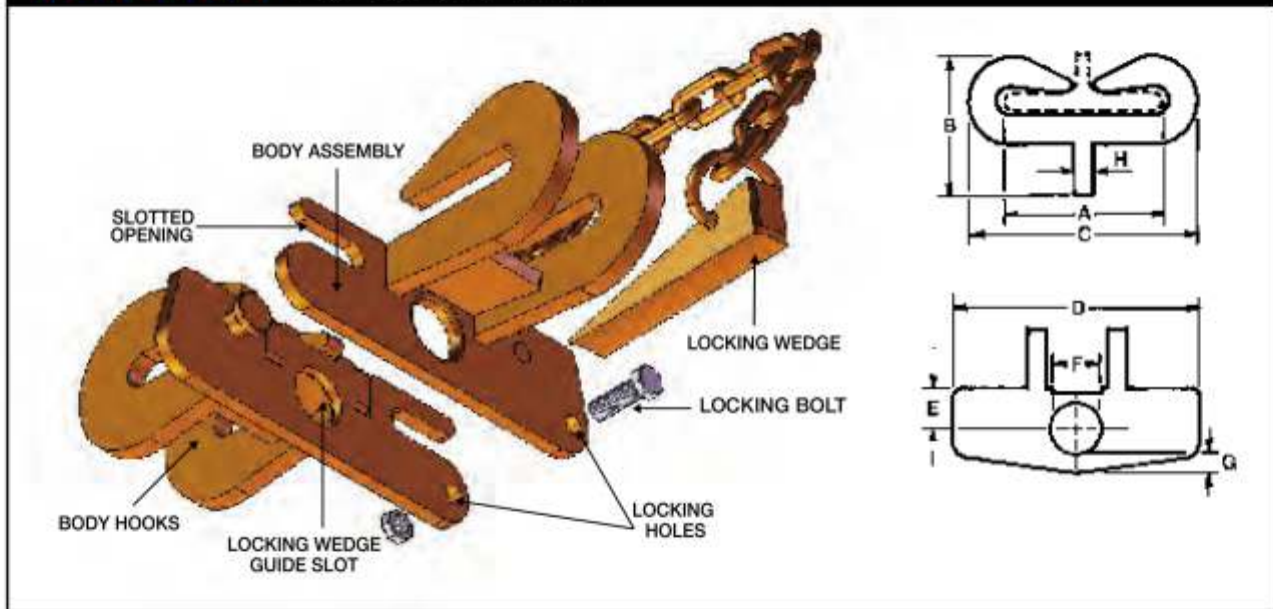 BODY ASSEMBLY
SLOTTED
OPENING
LOCKING WEDGE
LOCKING BOLT
BODY HOOKS
LOCKING WEDGE
GUIDE SLOT
LOCKING
HOLES
B
H
A
C
D
F
E
G